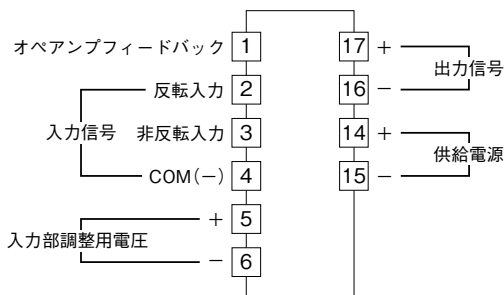 オペアンプフィードバック 1
反転入力 2
入力信号
非反転入力 3
COM(−) 4
+ 5
入力部調整用電圧
− 6
17 +
出力信号
16 −
14 +
供給電源
15 −